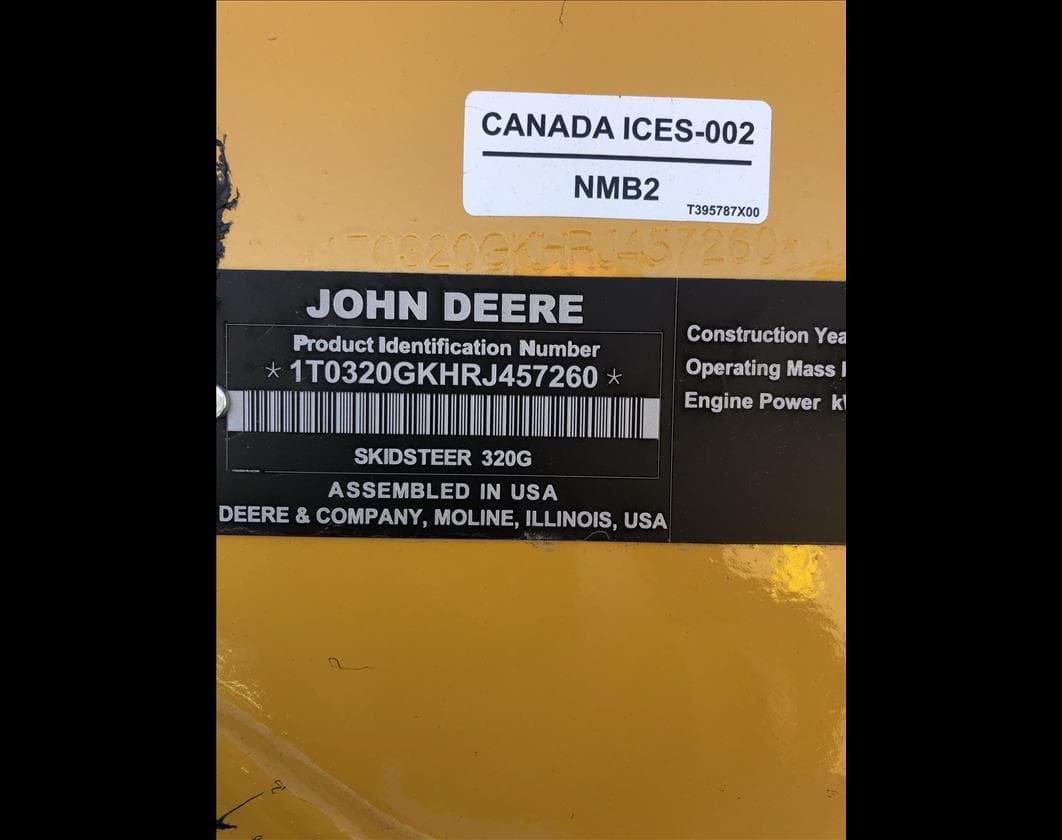 CANADA ICES-002
NMB2
T395787X00
1T0320GKHRJ457260*
JOHN DEERE
Product Identification Number
*1T0320GKHRJ457260*
SKIDSTEER 320G
ASSEMBLED IN USA
DEERE & COMPANY, MOLINE, ILLINOIS, USA
Construction Yea
Operating Mass
Engine Power k